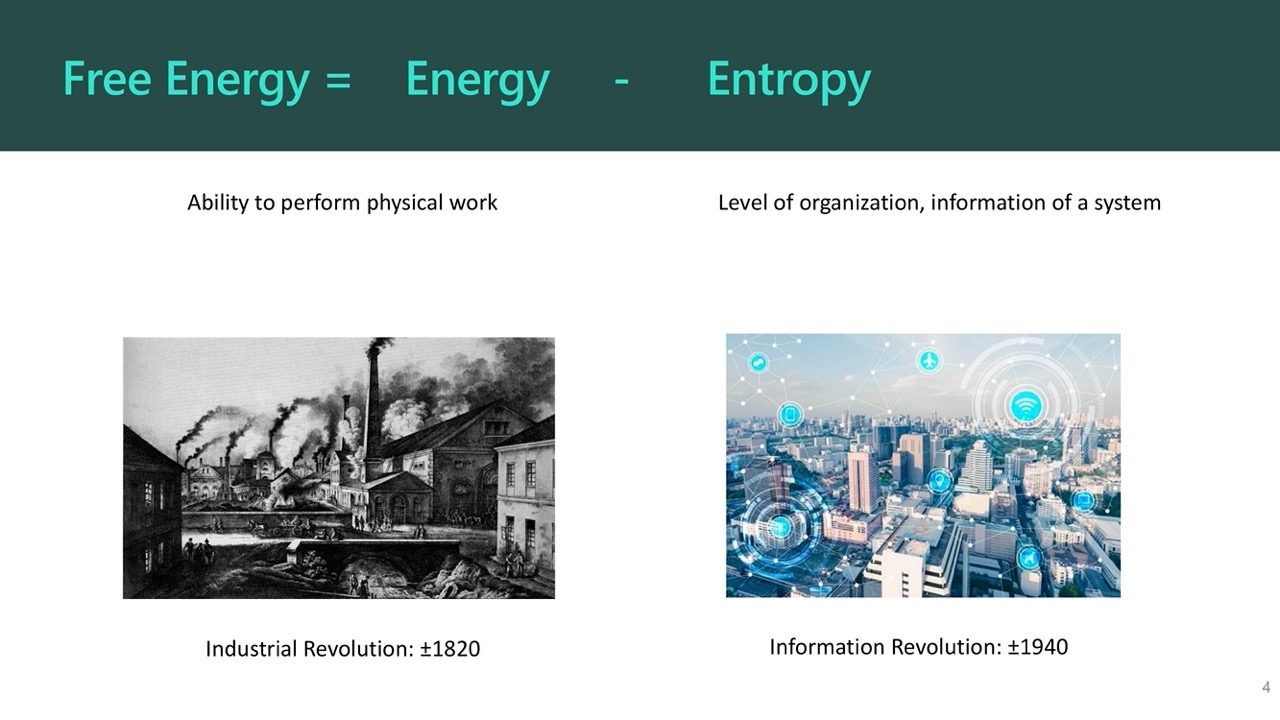 Free Energy = Energy - Entropy
Ability to perform physical work
Level of organization, information of a system
Industrial Revolution: ±1820
Information Revolution: ±1940
4